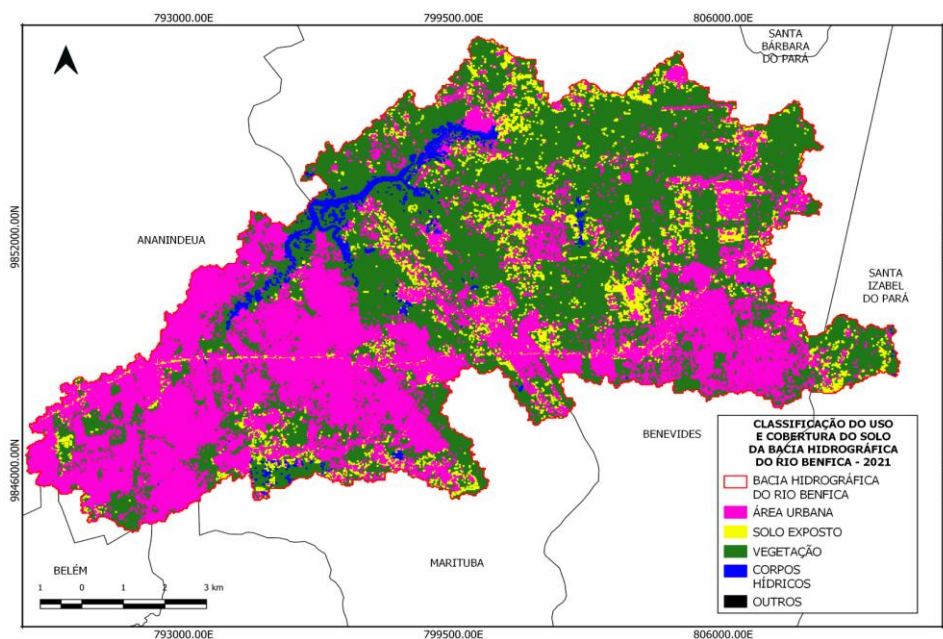 793000.00E
799500.00E
806000.00E
SANTA
BÁRBARA
DO PARÁ
9852000.00N
ANANINDEUA
SANTA
IZABEL
DO PARÁ
9846000.00N
BENEVIDES
CLASSIFICAÇÃO DO USO
E COBERTURA DO SOLO
DA BACIA HIDROGRÁFICA
DO RIO BENFICA - 2021
BACIA HIDROGRÁFICA
DO RIO BENFICA
ÁREA URBANA
SOLO EXPOSTO
VEGETAÇÃO
CORPOS
HÍDRICOS
OUTROS
MARITUBA
BELÉM
1 0 1 2 3 km
793000.00E
799500.00E
806000.00E